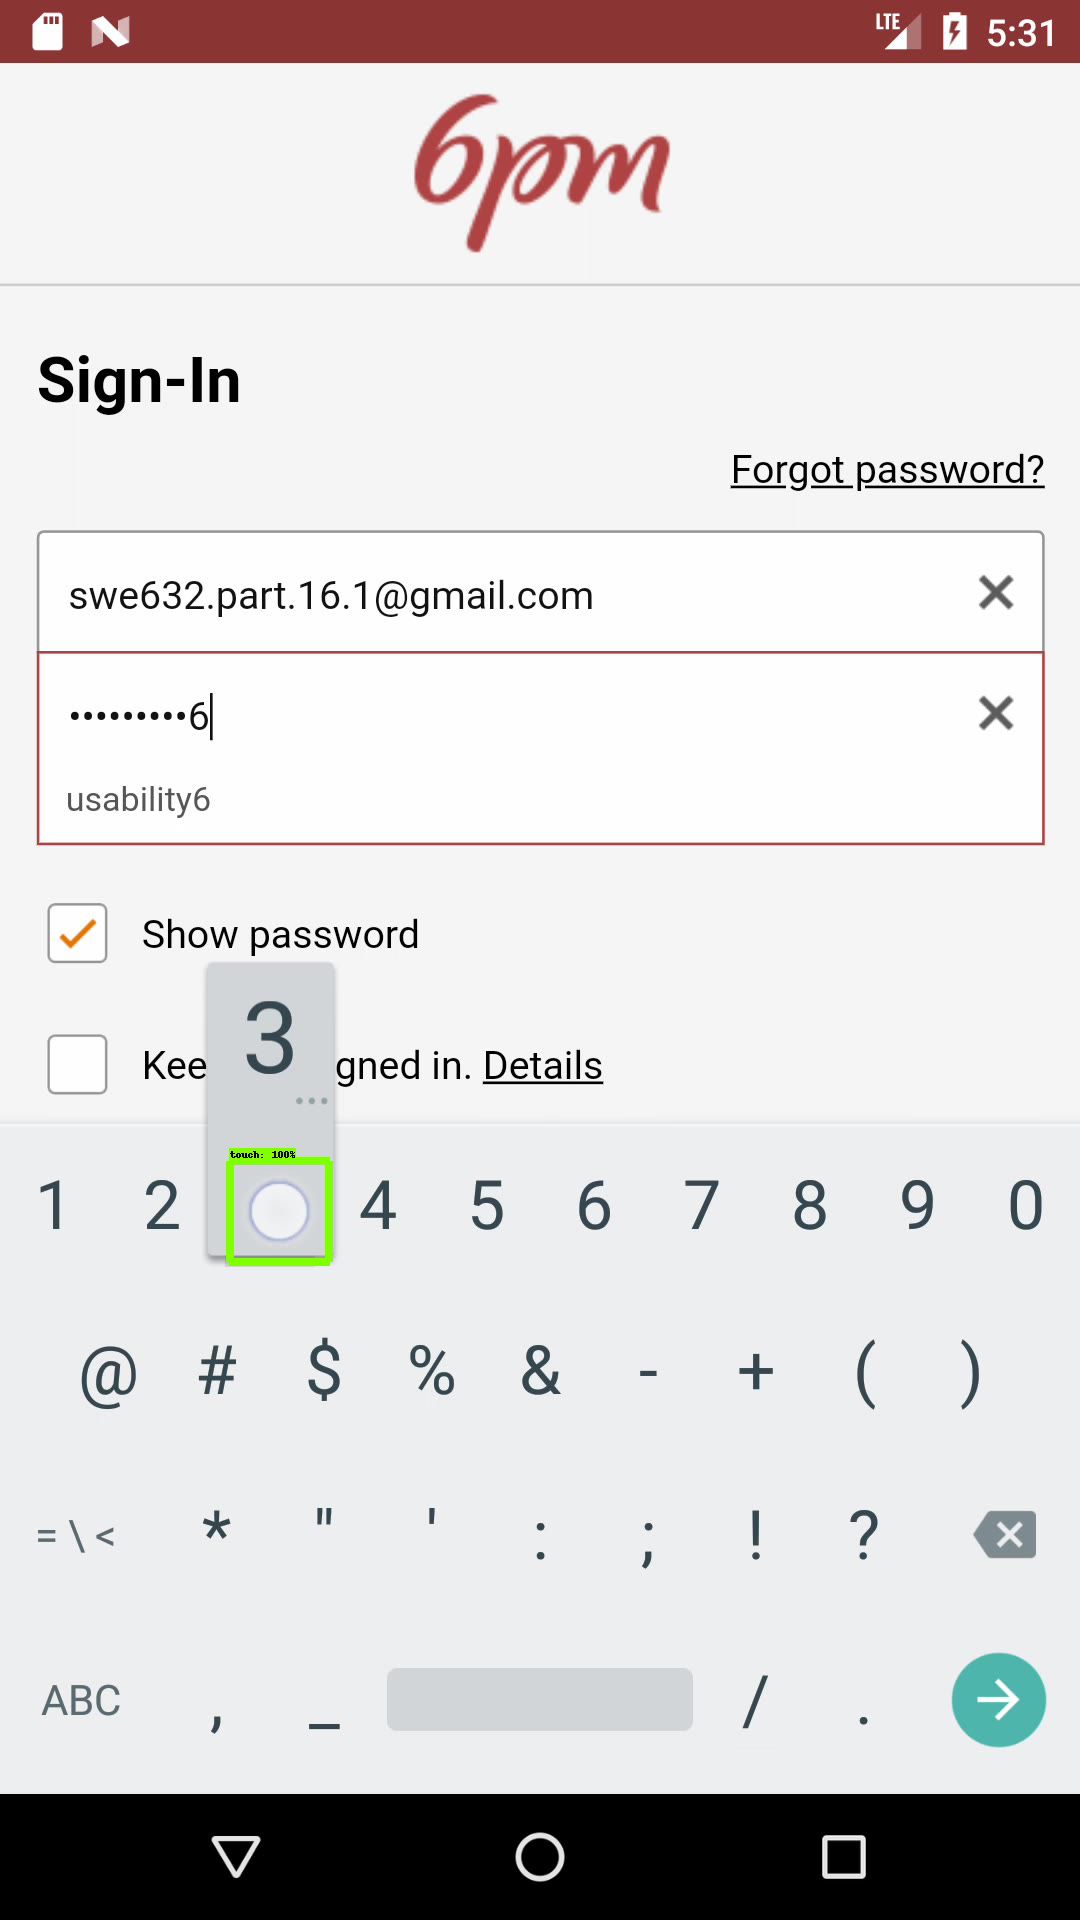 LTE 5:31
6pm
Sign-In
Forgot password?
swe632.part.16.1@gmail.com
•••••••••6
usability6
Show password
3
Kee gned in. Details
...
touch: 100%
1 2 4 5 6 7 8 9 0
@ # $ % & - + ( )
= \ < * " ' : ; ! ?
ABC , _ / .